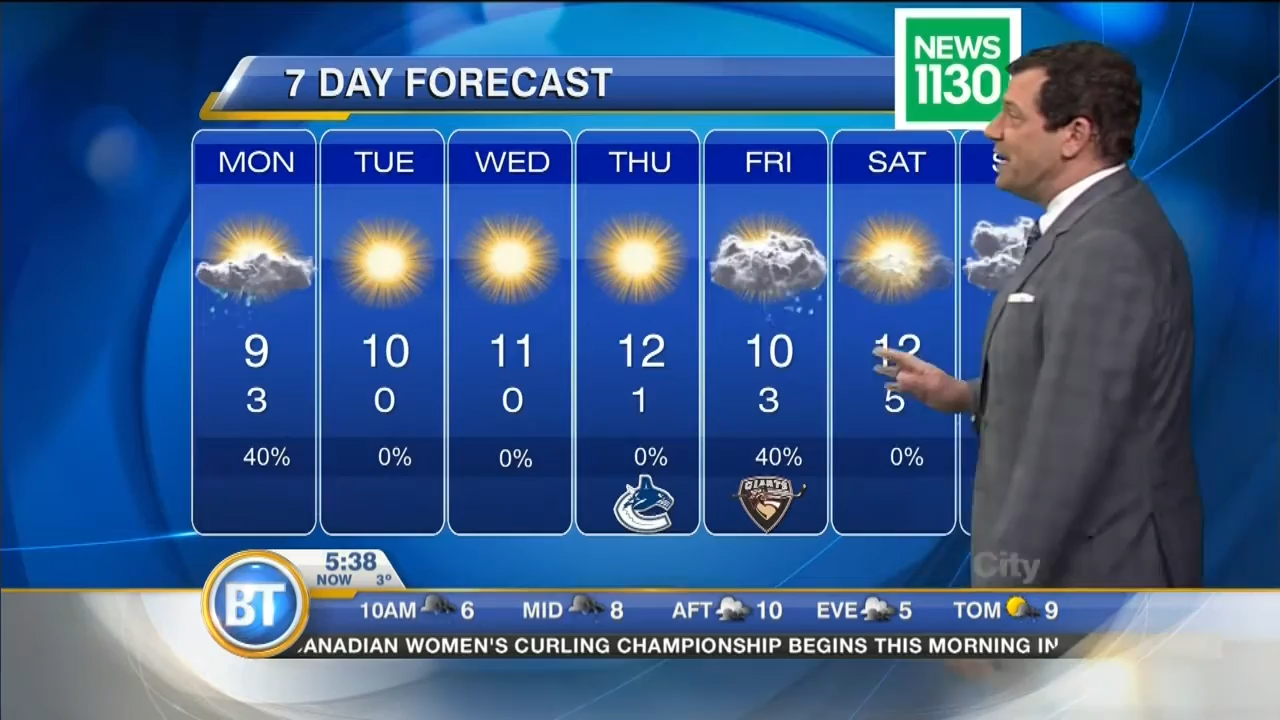 NEWS
1130
7 DAY FORECAST
MON TUE WED THU FRI SAT
9 10 11 12 10 12
3 0 0 1 3 5
40% 0% 0% 0% 40% 0%
GIANTS
City
5:38
NOW 3°
BT
10AM 6 MID 8 AFT 10 EVE 5 TOM 9
ANADIAN WOMEN'S CURLING CHAMPIONSHIP BEGINS THIS MORNING IN